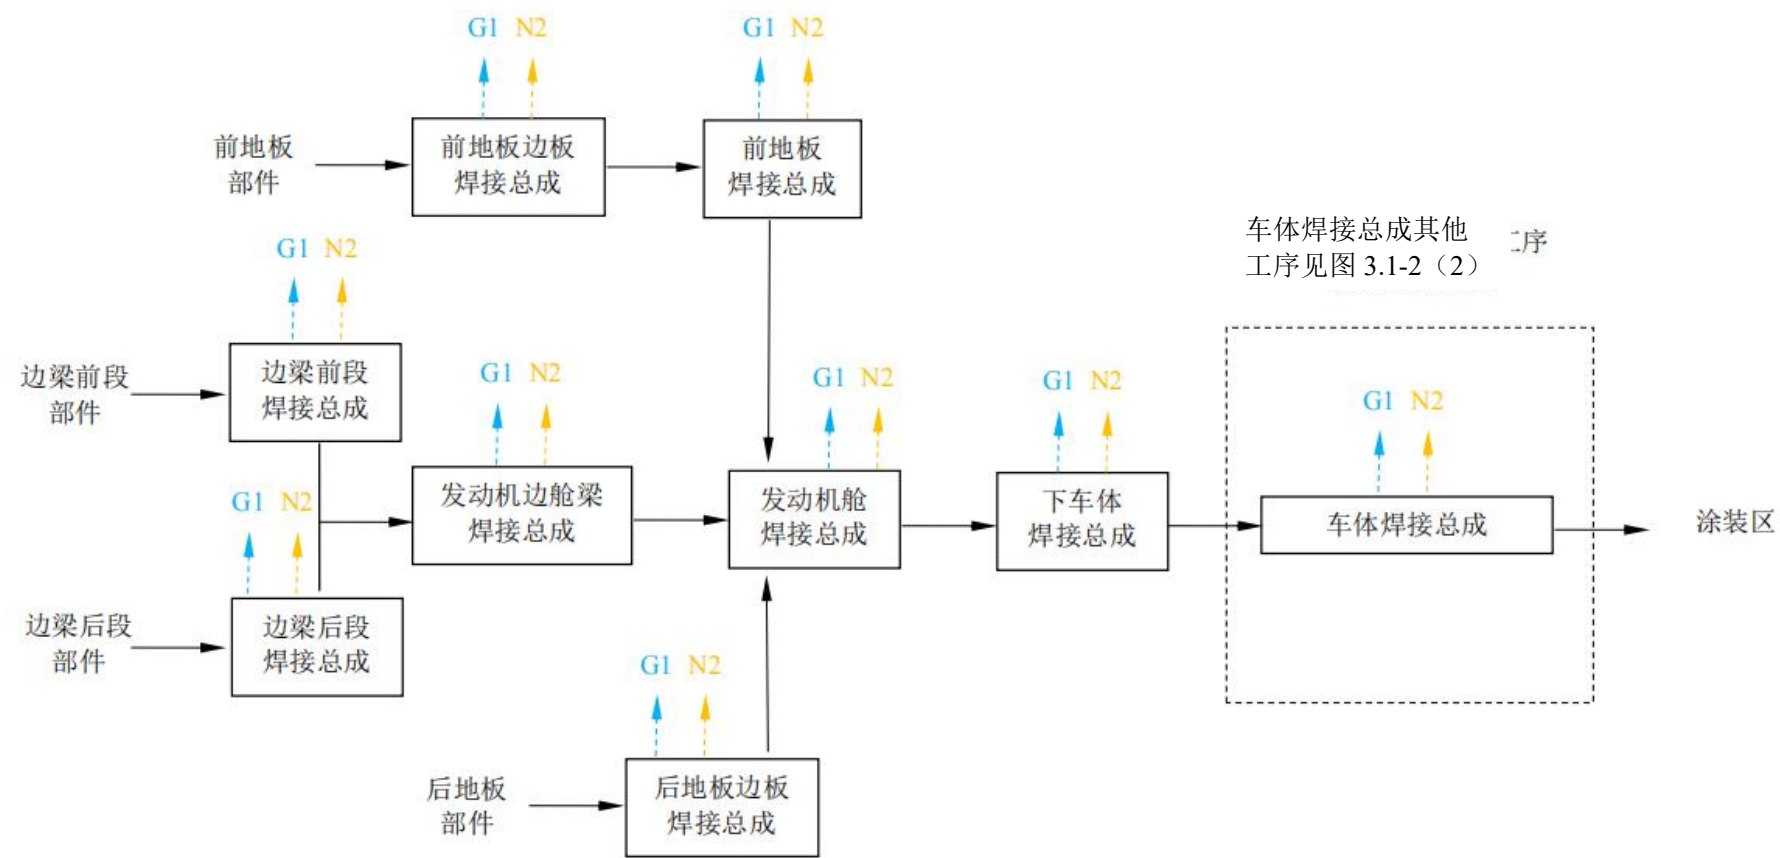 G1 N2
G1 N2
前地板
部件
前地板边板
焊接总成
前地板
焊接总成
车体焊接总成其他
工序见图 3.1-2（2）
序
G1 N2
边梁前段
部件
边梁前段
焊接总成
G1 N2
G1 N2
G1 N2
G1 N2
G1 N2
发动机边舱梁
焊接总成
发动机舱
焊接总成
下车体
焊接总成
车体焊接总成
涂装区
边梁后段
部件
边梁后段
焊接总成
G1 N2
后地板
部件
后地板边板
焊接总成